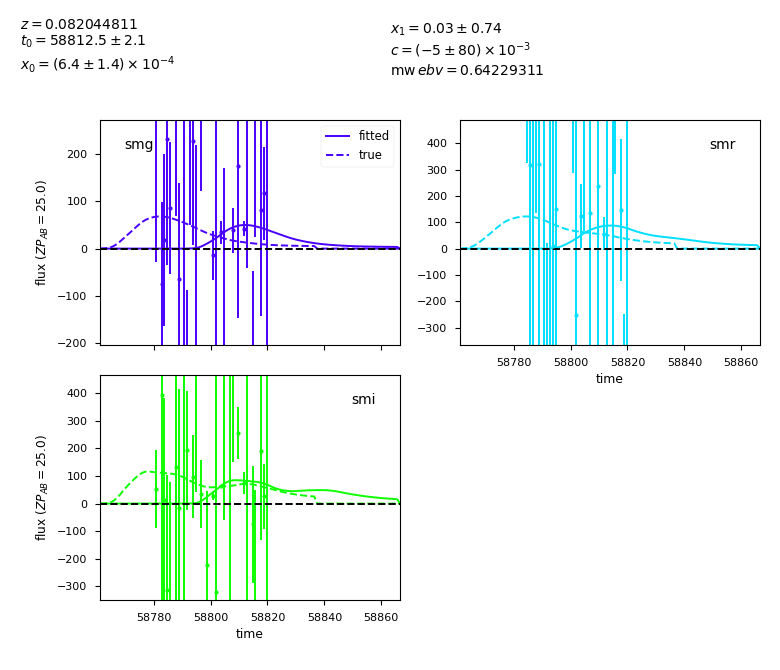 z = 0.082044811
t₀ = 58812.5 ± 2.1
x₀ = (6.4 ± 1.4) × 10⁻⁴
x₁ = 0.03 ± 0.74
c = (−5 ± 80) × 10⁻³
mw ebv = 0.64229311
smg
fitted
true
200
100
0
−100
−200
flux (ZP_AB = 25.0)
smr
400
300
200
100
0
−100
−200
−300
58780 58800 58820 58840 58860
time
smi
400
300
200
100
0
−100
−200
−300
flux (ZP_AB = 25.0)
58780 58800 58820 58840 58860
time